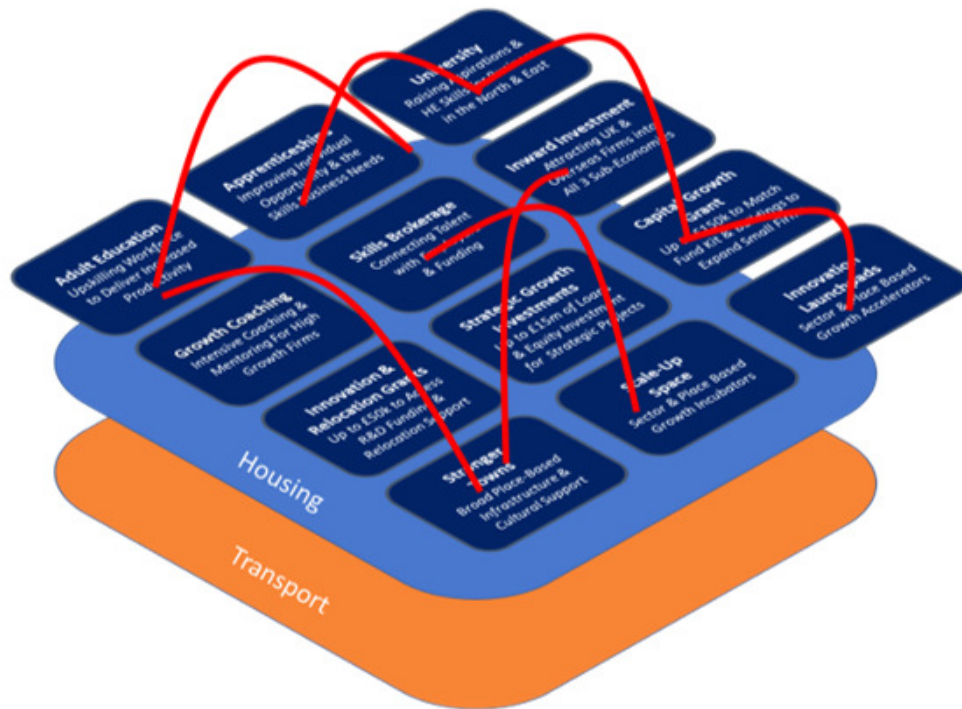 University
Raising Aspirations &
HE Skills for Business
in the North & East
Apprenticeships
Improving Individual
Opportunity & the
Skills Business Needs
Inward Investment
Attracting UK &
Overseas Firms into
All 3 Sub-Economies
Adult Education
Upskilling Workforce
to Deliver Increased
Productivity
Skills Brokerage
Connecting Talent
with Employers
& Funding
Capital Growth
Grant
Up to £150k to Match
Fund Kit & Buildings to
Expand Small Firms
Growth Coaching
Intensive Coaching &
Mentoring For High
Growth Firms
Strategic Growth
Investments
Up to £15m of Loans
& Equity Investment
for Strategic Projects
Innovation
Launchpads
Sector & Place Based
Growth Accelerators
Innovation &
Relocation Grants
Up to £50k to Access
R&D Funding &
Relocation Support
Scale-Up
Space
Sector & Place Based
Growth Incubators
Stronger
Towns
Broad Place-Based
Infrastructure &
Cultural Support
Housing
Transport